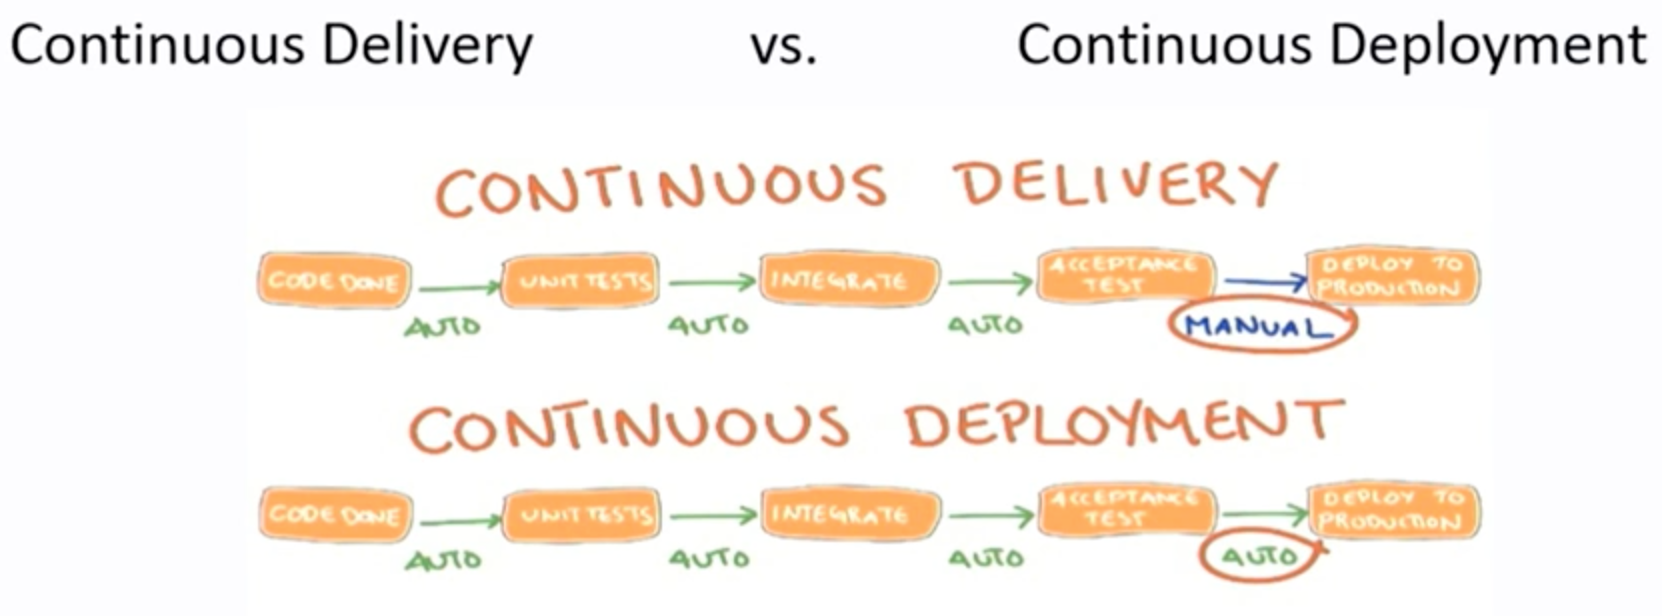 Continuous Delivery vs. Continuous Deployment
CONTINUOUS DELIVERY
CODE DONE UNIT TESTS INTEGRATE ACCEPTANCE TEST DEPLOY TO PRODUCTION
AUTO AUTO AUTO MANUAL
CONTINUOUS DEPLOYMENT
CODE DONE UNIT TESTS INTEGRATE ACCEPTANCE TEST DEPLOY TO PRODUCTION
AUTO AUTO AUTO AUTO